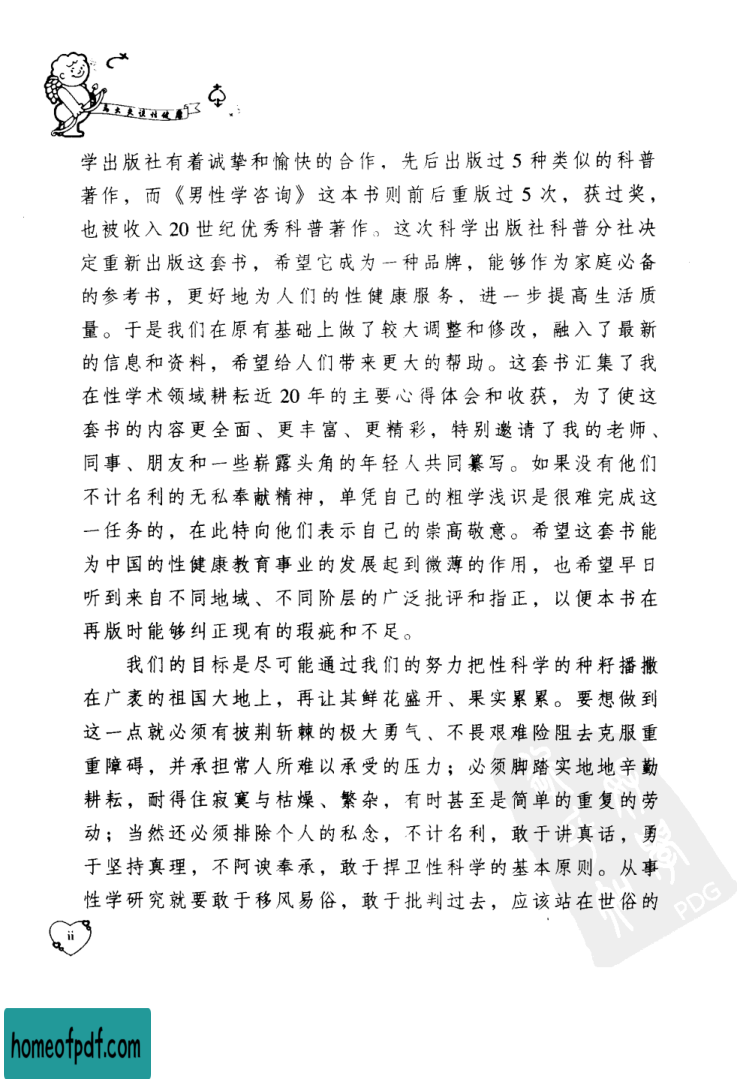 马大夫谈性健康
学出版社有着诚挚和愉快的合作，先后出版过 5 种类似的科普
著作，而《男性学咨询》这本书则前后重版过 5 次，获过奖，
也被收入 20 世纪优秀科普著作。这次科学出版社科普分社决
定重新出版这套书，希望它成为一种品牌，能够作为家庭必备
的参考书，更好地为人们的性健康服务，进一步提高生活质
量。于是我们在原有基础上做了较大调整和修改，融入了最新
的信息和资料，希望给人们带来更大的帮助。这套书汇集了我
在性学术领域耕耘近 20 年的主要心得体会和收获，为了使这
套书的内容更全面、更丰富、更精彩，特别邀请了我的老师、
同事、朋友和一些崭露头角的年轻人共同纂写。如果没有他们
不计名利的无私奉献精神，单凭自己的粗学浅识是很难完成这
一任务的，在此特向他们表示自己的崇高敬意。希望这套书能
为中国的性健康教育事业的发展起到微薄的作用，也希望早日
听到来自不同地域、不同阶层的广泛批评和指正，以便本书在
再版时能够纠正现有的瑕疵和不足。
我们的目标是尽可能通过我们的努力把性科学的种籽播撒
在广袤的祖国大地上，再让其鲜花盛开、果实累累。要想做到
这一点就必须有披荆斩棘的极大勇气、不畏艰难险阻去克服重
重障碍，并承担常人所难以承受的压力；必须脚踏实地地辛勤
耕耘，耐得住寂寞与枯燥、繁杂，有时甚至是简单的重复的劳
动；当然还必须排除个人的私念，不计名利，敢于讲真话，勇
于坚持真理，不阿谀奉承，敢于捍卫性科学的基本原则。从事
性学研究就要敢于移风易俗，敢于批判过去，应该站在世俗的
PDG
ii
homeofpdf.com